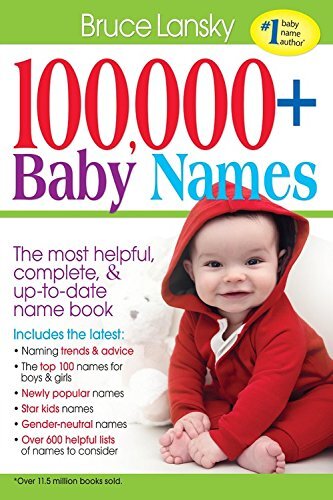 Bruce Lansky
#1 baby
name
author*
100,000+
Baby Names
The most helpful,
complete, &
up-to-date
name book
Includes the latest:
• Naming trends & advice
• The top 100 names for
boys & girls
• Newly popular names
• Star kids names
• Gender-neutral names
• Over 600 helpful lists
of names to consider
*Over 11.5 million books sold.